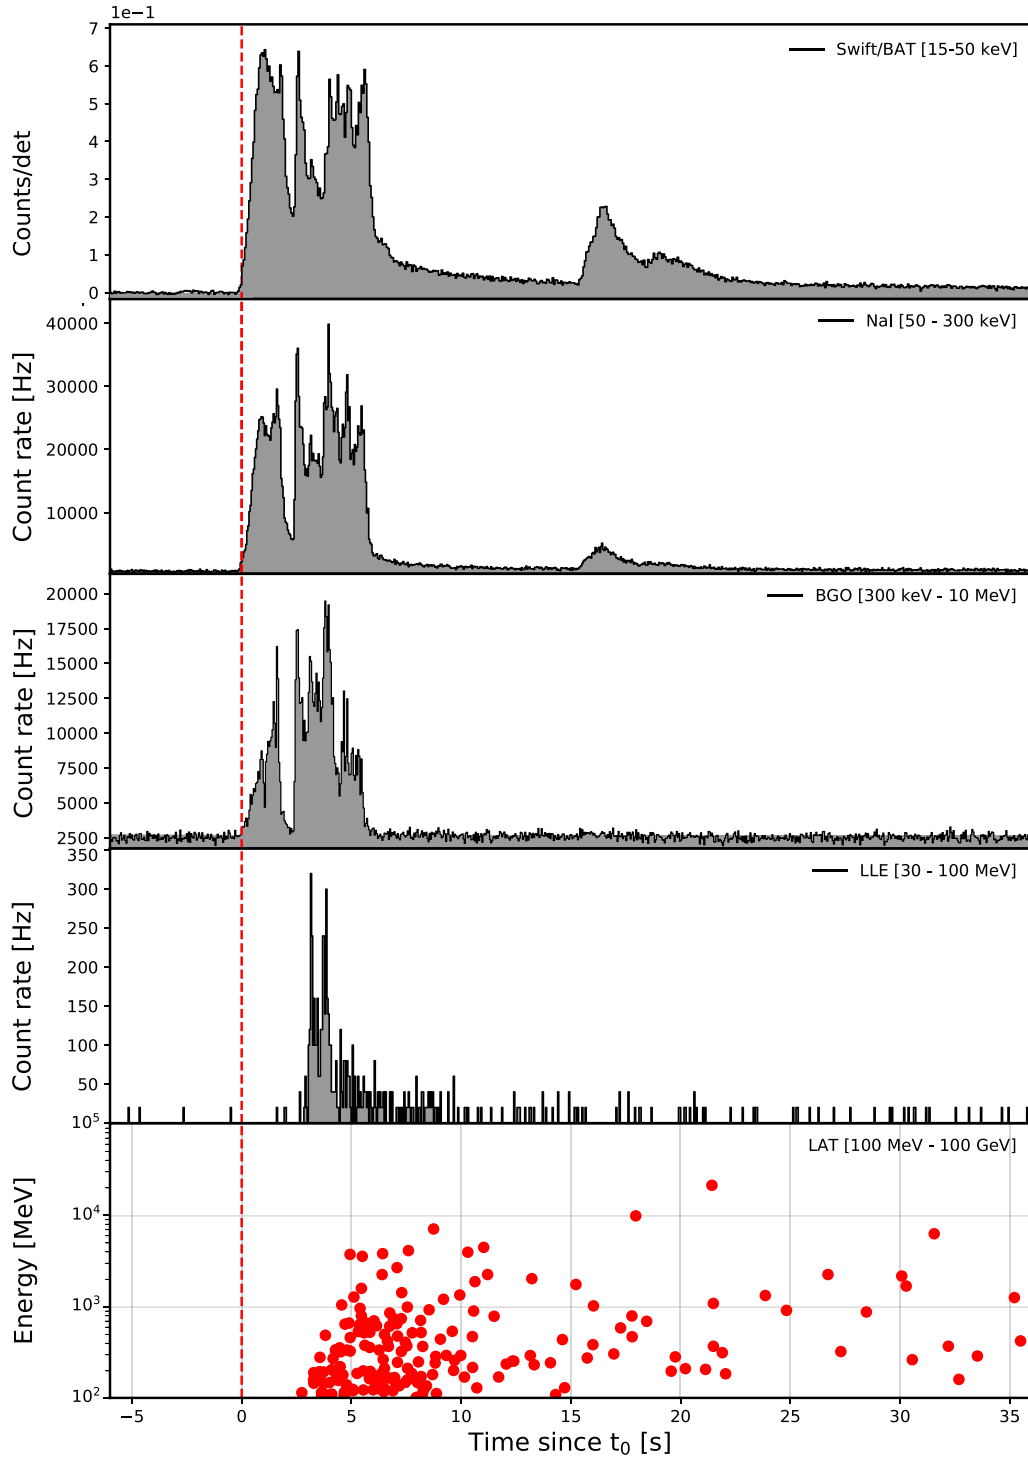 1e−1
7
6
5
4
3
2
1
0
Counts/det
Swift/BAT [15-50 keV]
40000
30000
20000
10000
Count rate [Hz]
NaI [50 - 300 keV]
20000
17500
15000
12500
10000
7500
5000
2500
Count rate [Hz]
BGO [300 keV - 10 MeV]
350
300
250
200
150
100
50
Count rate [Hz]
LLE [30 - 100 MeV]
10⁵
10⁴
10³
10²
Energy [MeV]
LAT [100 MeV - 100 GeV]
−5 0 5 10 15 20 25 30 35
Time since t₀ [s]